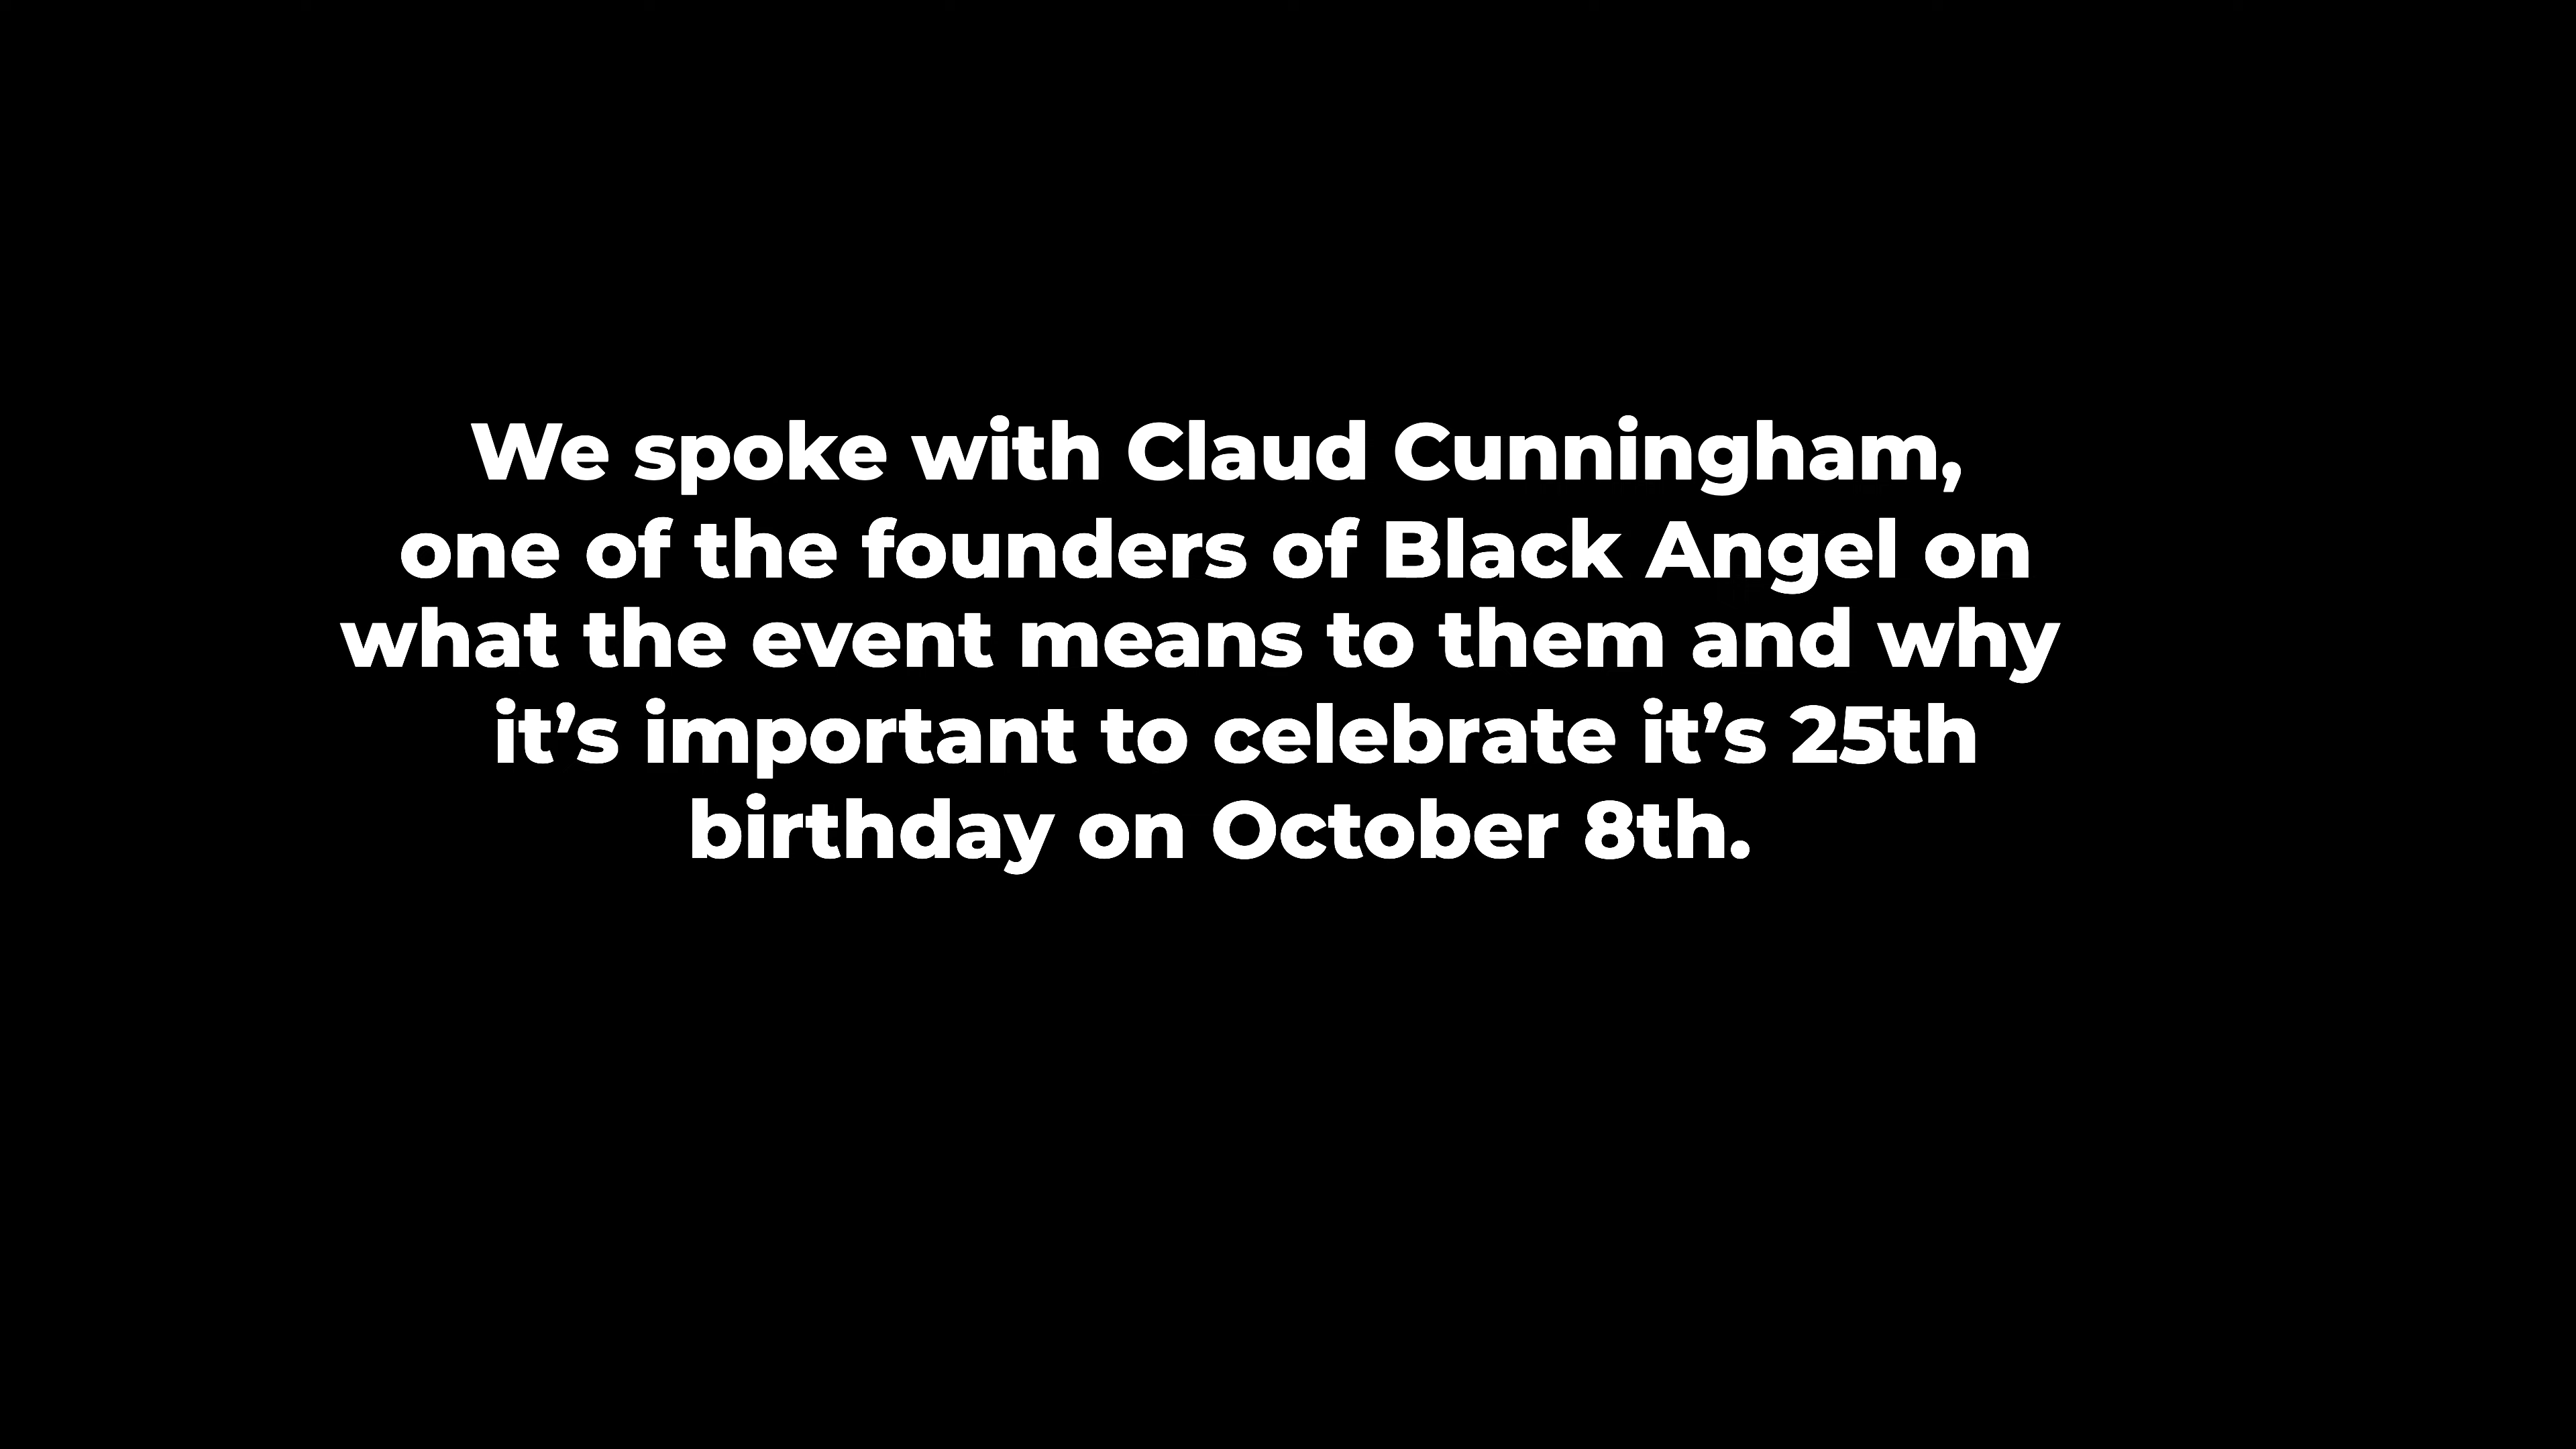 We spoke with Claud Cunningham,
one of the founders of Black Angel on
what the event means to them and why
it’s important to celebrate it’s 25th
birthday on October 8th.